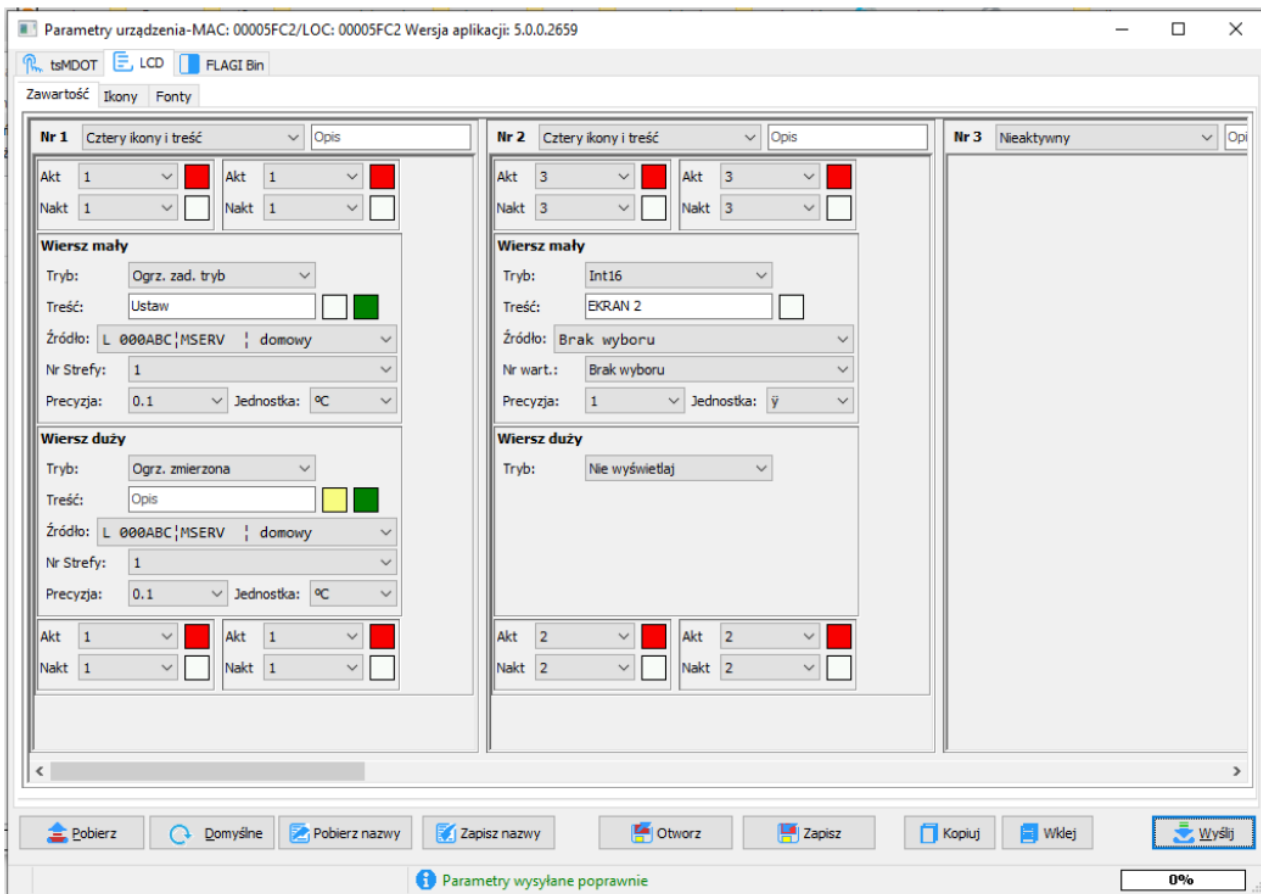 Parametry urządzenia-MAC: 00005FC2/LOC: 00005FC2 Wersja aplikacji: 5.0.0.2659
tsMDOT LCD FLAGI Bin
Zawartość Ikony Fonty
Nr 1 Cztery ikony i treść Opis Nr 2 Cztery ikony i treść Opis Nr 3 Nieaktywny Opi
Akt 1 Akt 1 Akt 3 Akt 3
Nakt 1 Nakt 1 Nakt 3 Nakt 3
Wiersz mały Wiersz mały
Tryb: Ogrz. zad. tryb Tryb: Int16
Treść: Ustaw Treść: EKRAN 2
Źródło: L 000ABC¦MSERV ¦ domowy Źródło: Brak wyboru
Nr Strefy: 1 Nr wart.: Brak wyboru
Precyzja: 0.1 Jednostka: ºC Precyzja: 1 Jednostka: ÿ
Wiersz duży Wiersz duży
Tryb: Ogrz. zmierzona Tryb: Nie wyświetlaj
Treść: Opis
Źródło: L 000ABC¦MSERV ¦ domowy
Nr Strefy: 1
Precyzja: 0.1 Jednostka: ºC
Akt 1 Akt 1 Akt 2 Akt 2
Nakt 1 Nakt 1 Nakt 2 Nakt 2
Pobierz Domyślne Pobierz nazwy Zapisz nazwy Otworz Zapisz Kopiuj Wklej Wyślij
Parametry wysyłane poprawnie 0%